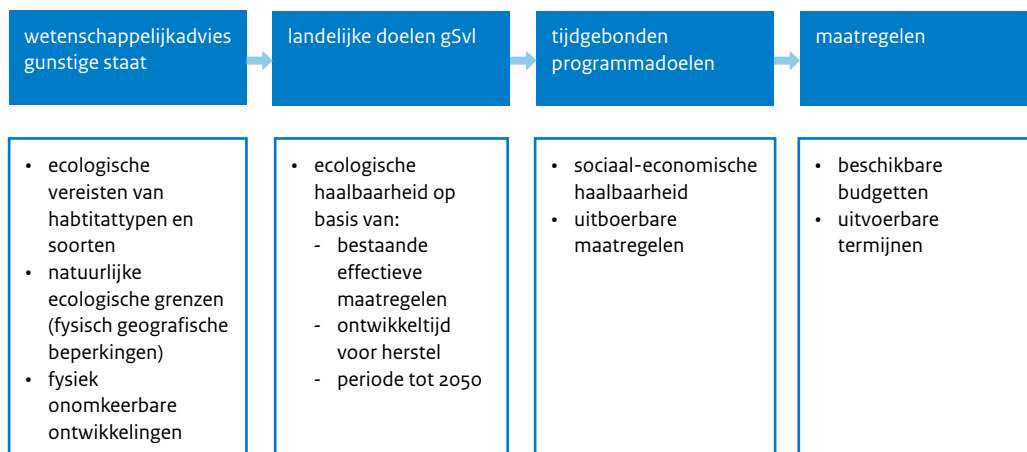 wetenschappelijkadvies
gunstige staat
landelijke doelen gSvl
tijdgebonden
programmadoelen
maatregelen
• ecologische
vereisten van
habtitattypen en
soorten
• natuurlijke
ecologische grenzen
(fysisch geografische
beperkingen)
• fysiek
onomkeerbare
ontwikkelingen
• ecologische
haalbaarheid op
basis van:
- bestaande
effectieve
maatregelen
- ontwikkeltijd
voor herstel
- periode tot 2050
• sociaal-economische
haalbaarheid
• uitboerbare
maatregelen
• beschikbare
budgetten
• uitvoerbare
termijnen